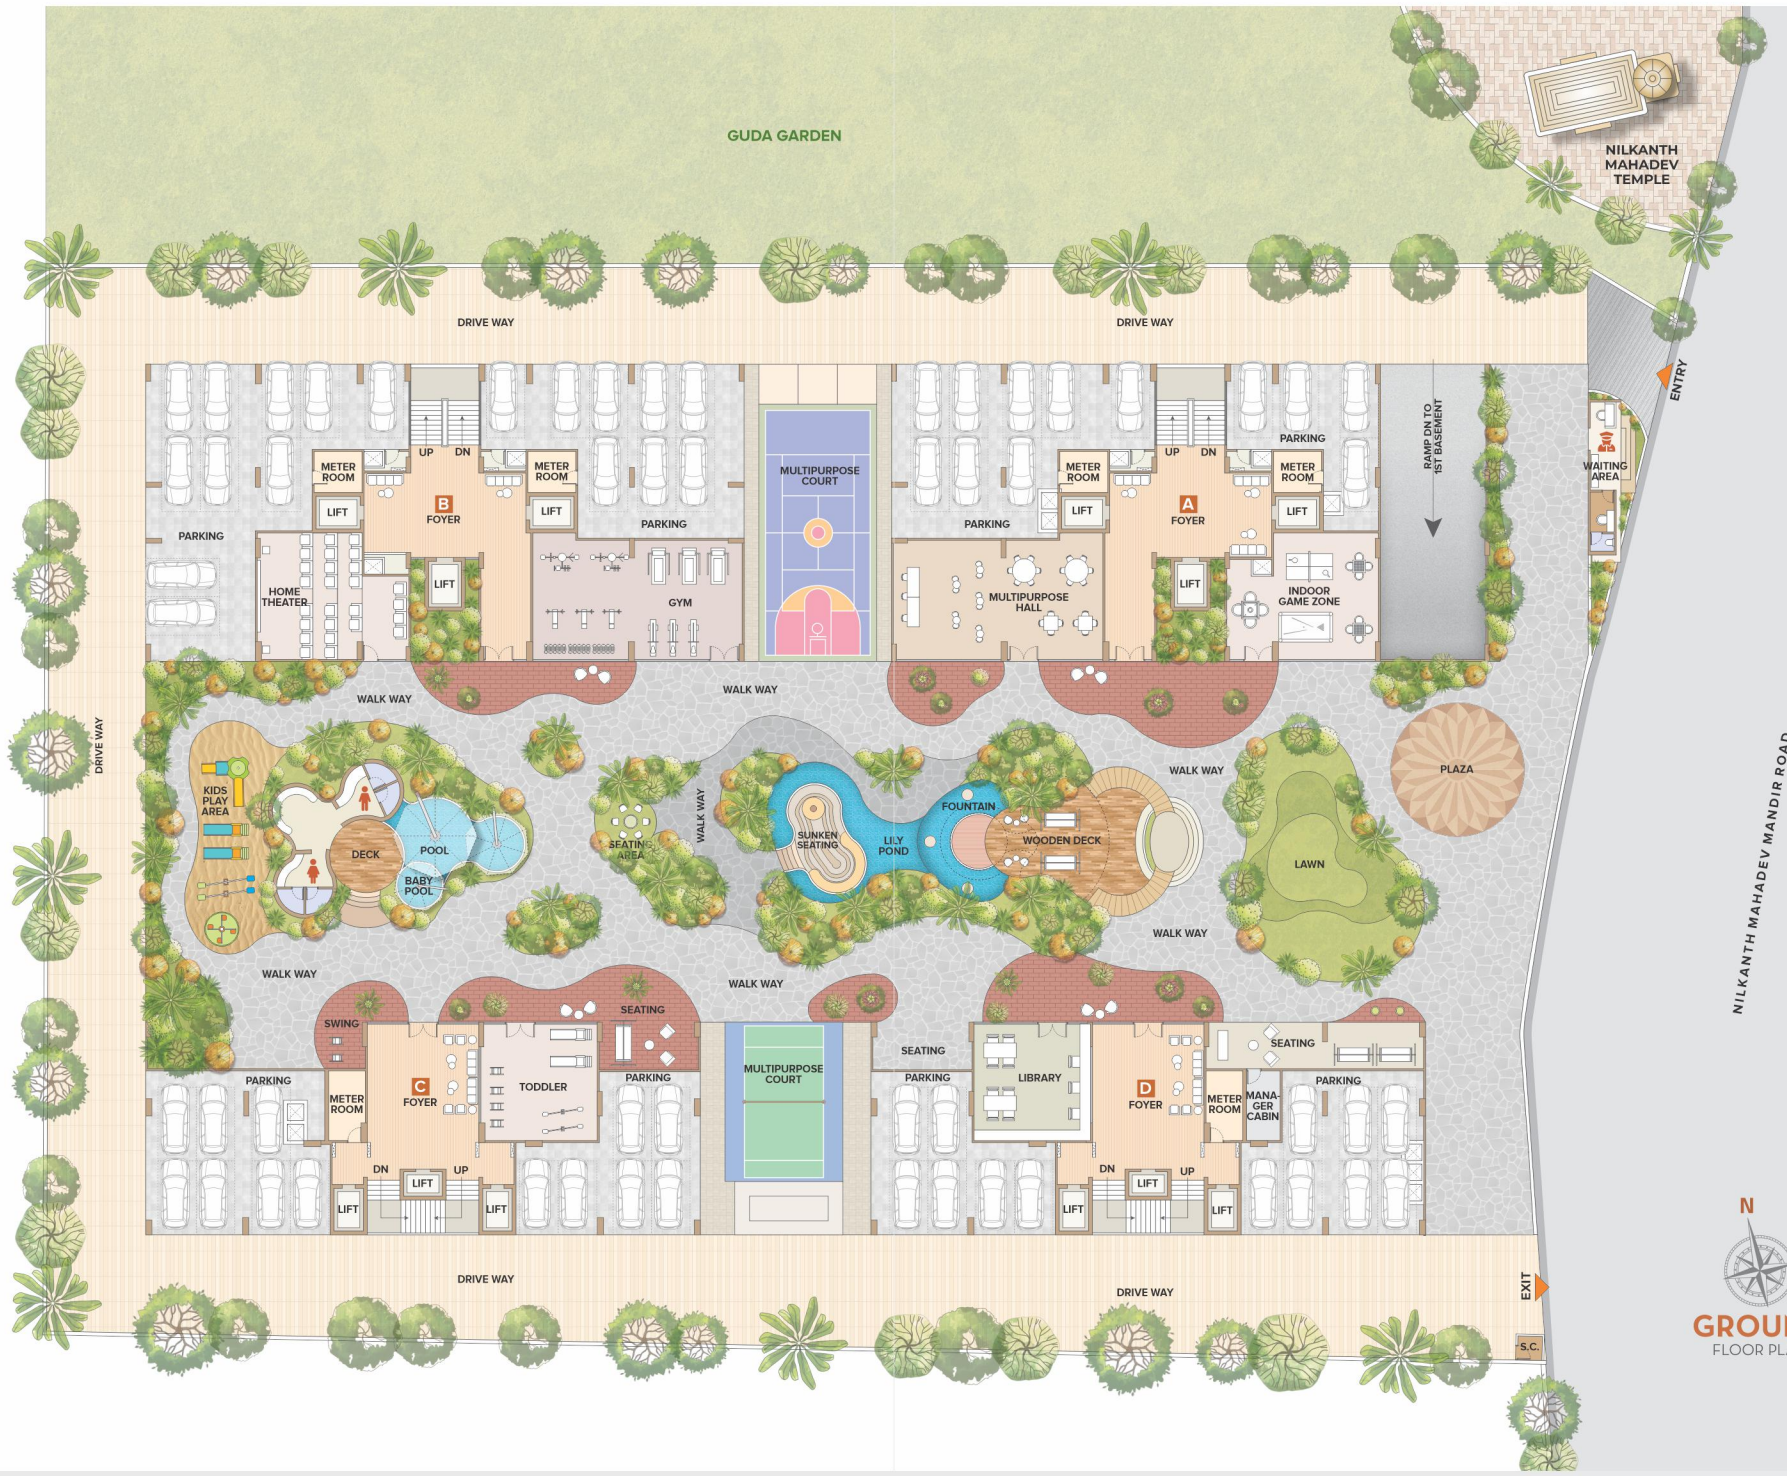 GUDA GARDEN
NILKANTH
MAHADEV
TEMPLE
DRIVE WAY
DRIVE WAY
ENTRY
RAMP DN TO
1ST BASEMENT
WAITING
AREA
UP
DN
METER
ROOM
METER
ROOM
B
FOYER
LIFT
LIFT
LIFT
PARKING
PARKING
HOME
THEATER
GYM
MULTIPURPOSE
COURT
UP
DN
PARKING
METER
ROOM
METER
ROOM
A
FOYER
LIFT
LIFT
LIFT
PARKING
MULTIPURPOSE
HALL
INDOOR
GAME ZONE
WALK WAY
WALK WAY
DRIVE WAY
WALK WAY
PLAZA
KIDS
PLAY
AREA
DECK
POOL
BABY
POOL
SEATING
AREA
WALK WAY
SUNKEN
SEATING
LILY
POND
FOUNTAIN
WOODEN DECK
LAWN
NILKANTH MAHADEV MANDIR ROAD
WALK WAY
WALK WAY
WALK WAY
SWING
SEATING
PARKING
METER
ROOM
C
FOYER
TODDLER
PARKING
MULTIPURPOSE
COURT
SEATING
PARKING
LIBRARY
D
FOYER
SEATING
METER
ROOM
MANA-
GER
CABIN
PARKING
DN
UP
LIFT
LIFT
LIFT
DN
UP
LIFT
LIFT
LIFT
DRIVE WAY
DRIVE WAY
EXIT
S.C.
N
FLOOR